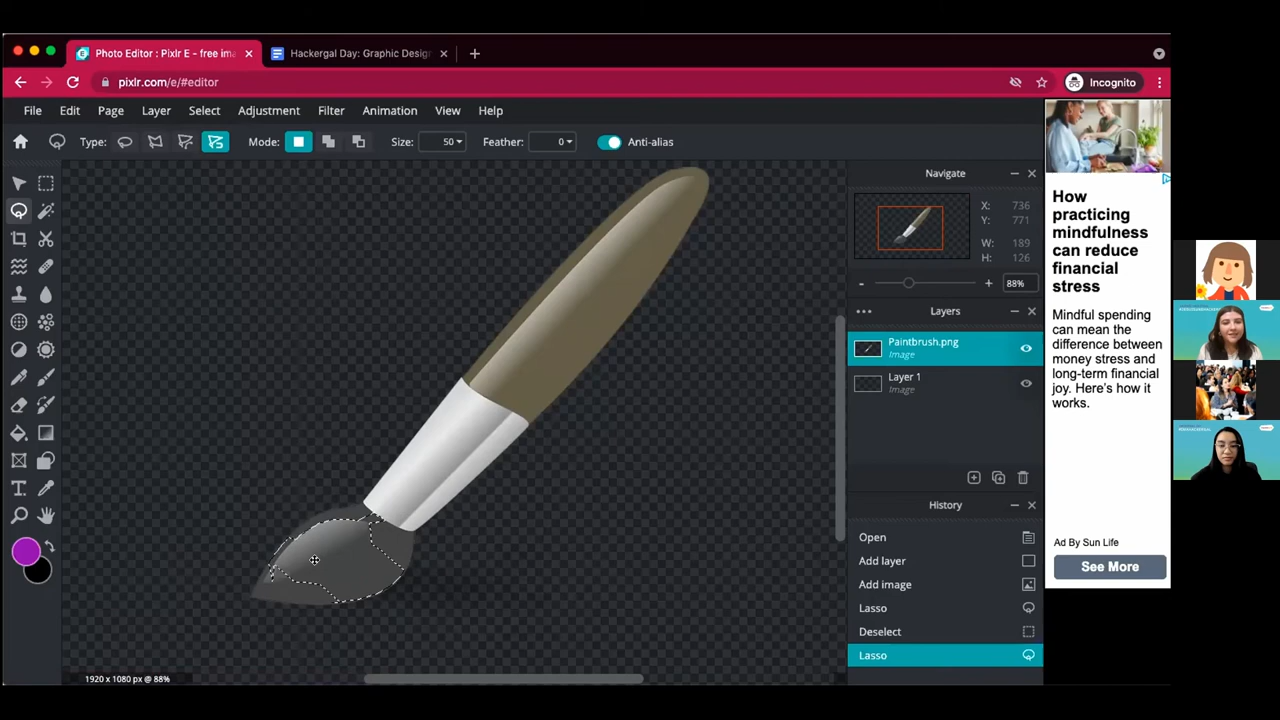 Photo Editor : Pixlr E - free ima
Hackergal Day: Graphic Design
pixlr.com/e/#editor
Incognito
File Edit Page Layer Select Adjustment Filter Animation View Help
Type: Mode: Size: 50 Feather: 0 Anti-alias
Navigate
X: 736
Y: 771
W: 189
H: 126
88%
Layers
Paintbrush.png
Image
Layer 1
Image
History
Open
Add layer
Add image
Lasso
Deselect
Lasso
1920 x 1080 px @ 88%
How
practicing
mindfulness
can reduce
financial
stress
Mindful spending
can mean the
difference between
money stress and
long-term financial
joy. Here's how it
works.
Ad By Sun Life
See More